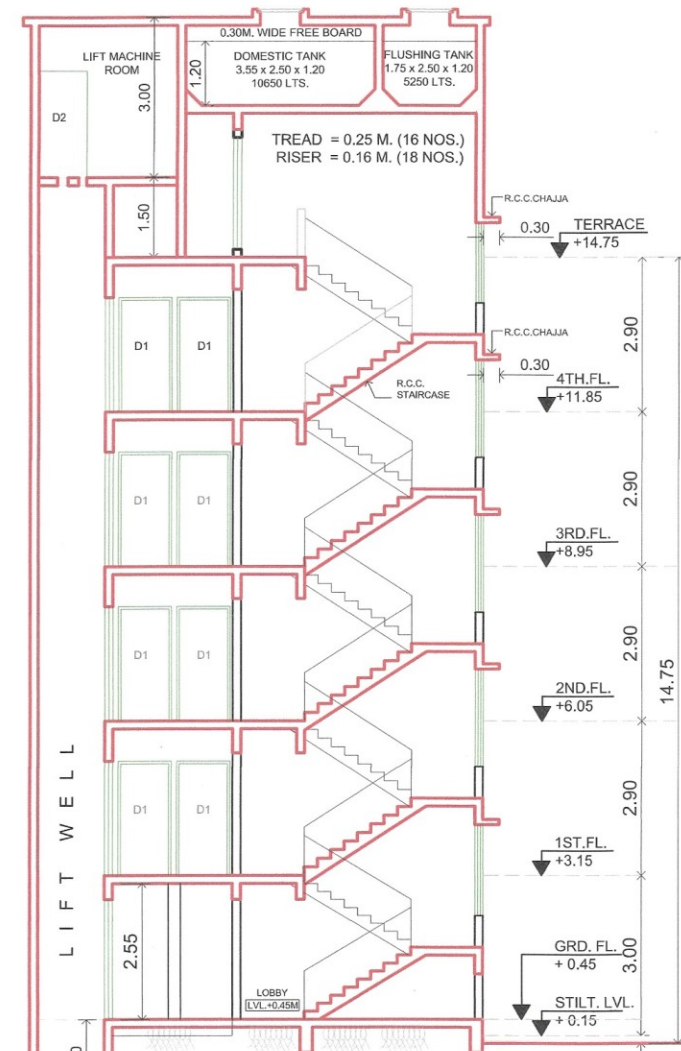 0.30M. WIDE FREE BOARD
LIFT MACHINE
ROOM
DOMESTIC TANK
3.55 x 2.50 x 1.20
10650 LTS.
FLUSHING TANK
1.75 x 2.50 x 1.20
5250 LTS.
1.20
3.00
D2
TREAD = 0.25 M. (16 NOS.)
RISER = 0.16 M. (18 NOS.)
1.50
R.C.C.CHAJJA
0.30
TERRACE
+14.75
D1
D1
2.90
R.C.C.CHAJJA
0.30
R.C.C.
STAIRCASE
4TH.FL.
+11.85
D1
D1
2.90
3RD.FL.
+8.95
D1
D1
2.90
14.75
2ND.FL.
+6.05
LIFT WELL
D1
D1
2.90
1ST.FL.
+3.15
2.55
3.00
GRD. FL.
+ 0.45
LOBBY
LVL.+0.45M
STILT. LVL.
+ 0.15